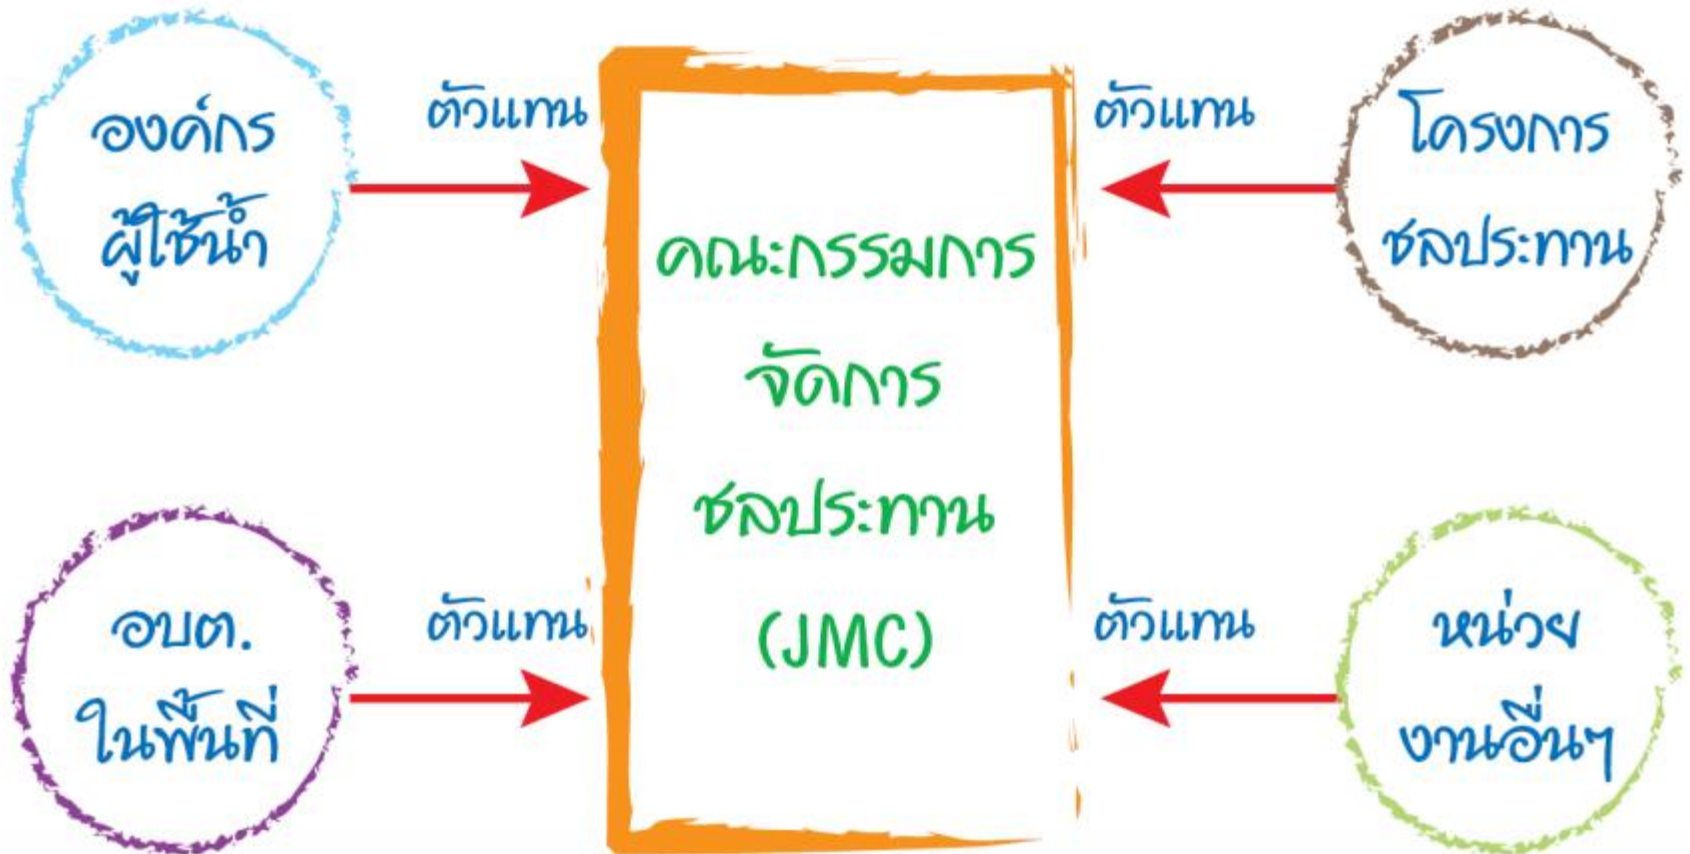 องค์กร
ผู้ใช้น้ำ
ตัวแทน
คณะกรรมการ
จัดการ
ชลประทาน
(JMC)
ตัวแทน
โครงการ
ชลประทาน
อบต.
ในพื้นที่
ตัวแทน
ตัวแทน
หน่วย
งานอื่นๆ